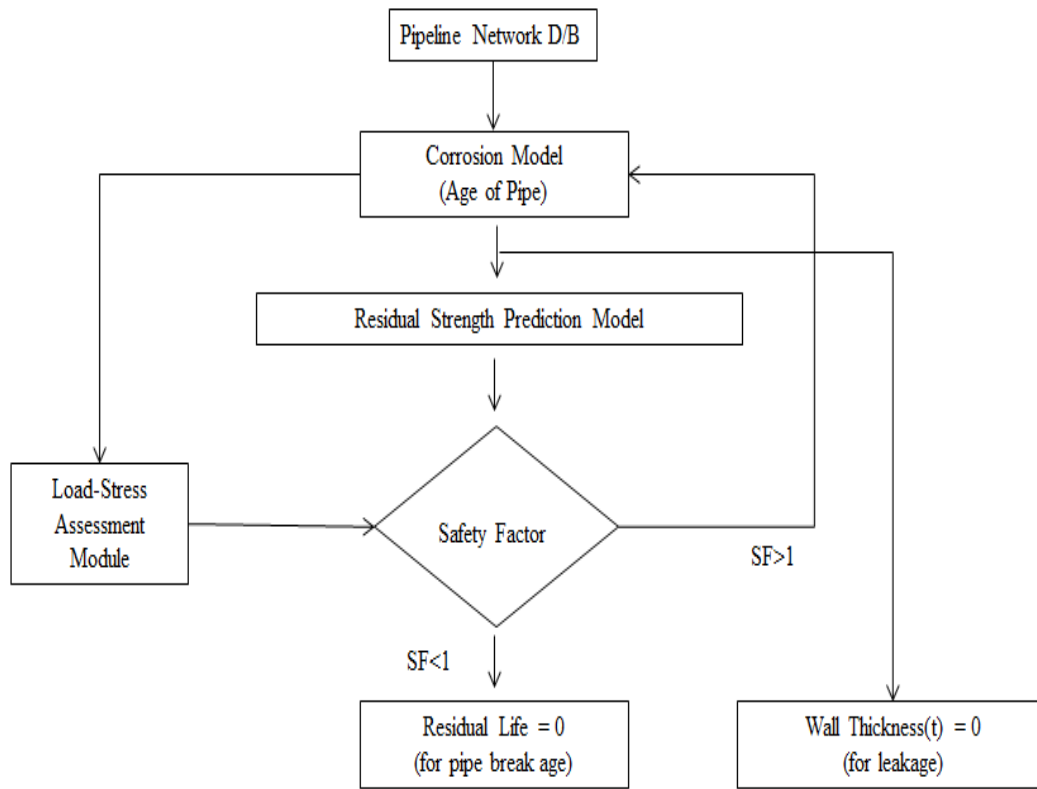 Pipeline Network D/B
Corrosion Model
(Age of Pipe)
Residual Strength Prediction Model
Load-Stress
Assessment
Module
Safety Factor
SF>1
SF<1
Residual Life = 0
(for pipe break age)
Wall Thickness(t) = 0
(for leakage)